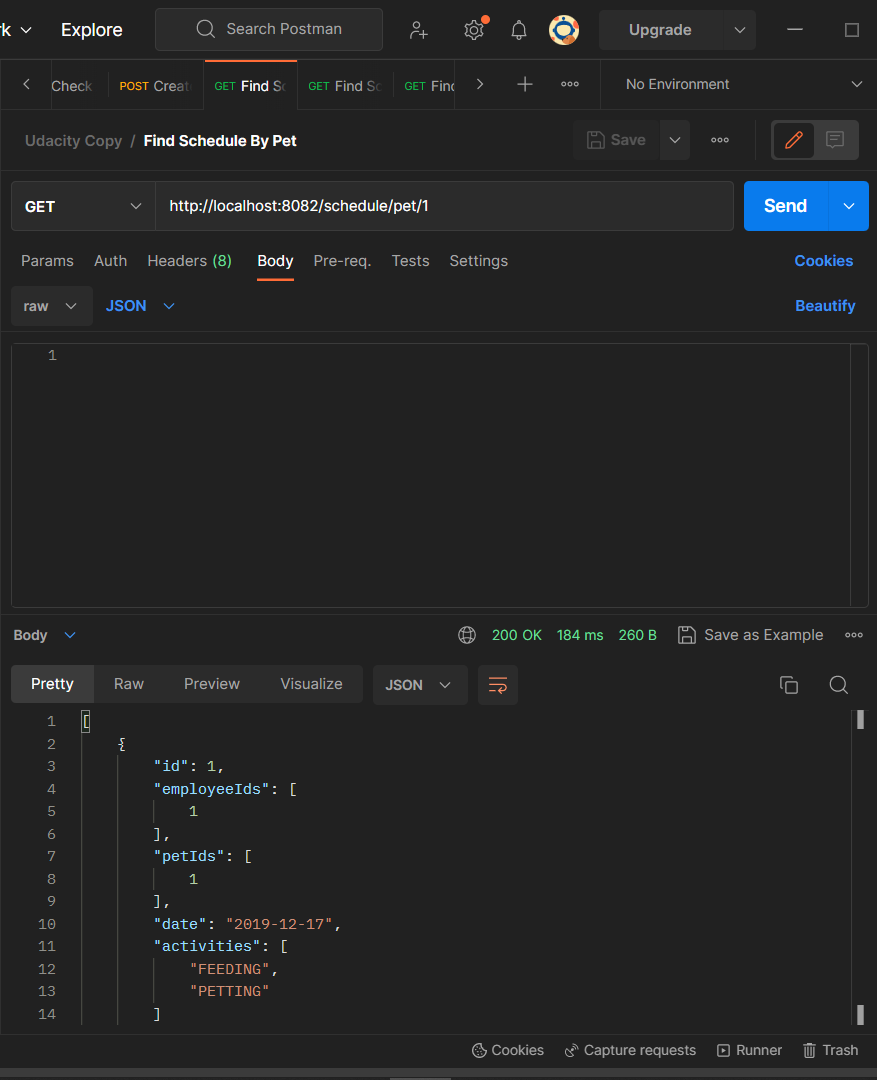 rk Explore Search Postman Upgrade
Check POST Create GET Find Sc GET Find Sc GET Find No Environment
Udacity Copy / Find Schedule By Pet Save
GET http://localhost:8082/schedule/pet/1 Send
Params Auth Headers (8) Body Pre-req. Tests Settings Cookies
raw JSON Beautify
1
Body 200 OK 184 ms 260 B Save as Example
Pretty Raw Preview Visualize JSON
1 [
2 {
3 "id": 1,
4 "employeeIds": [
5 1
6 ],
7 "petIds": [
8 1
9 ],
10 "date": "2019-12-17",
11 "activities": [
12 "FEEDING",
13 "PETTING"
14 ]
Cookies Capture requests Runner Trash